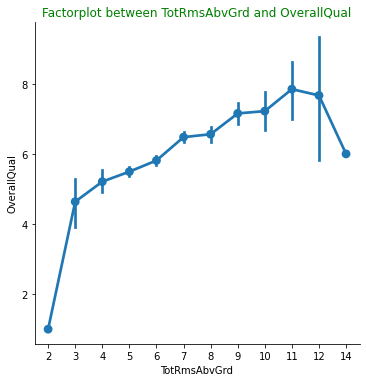 Factorplot between TotRmsAbvGrd and OverallQual
OverallQual
8
6
4
2
2 3 4 5 6 7 8 9 10 11 12 14
TotRmsAbvGrd